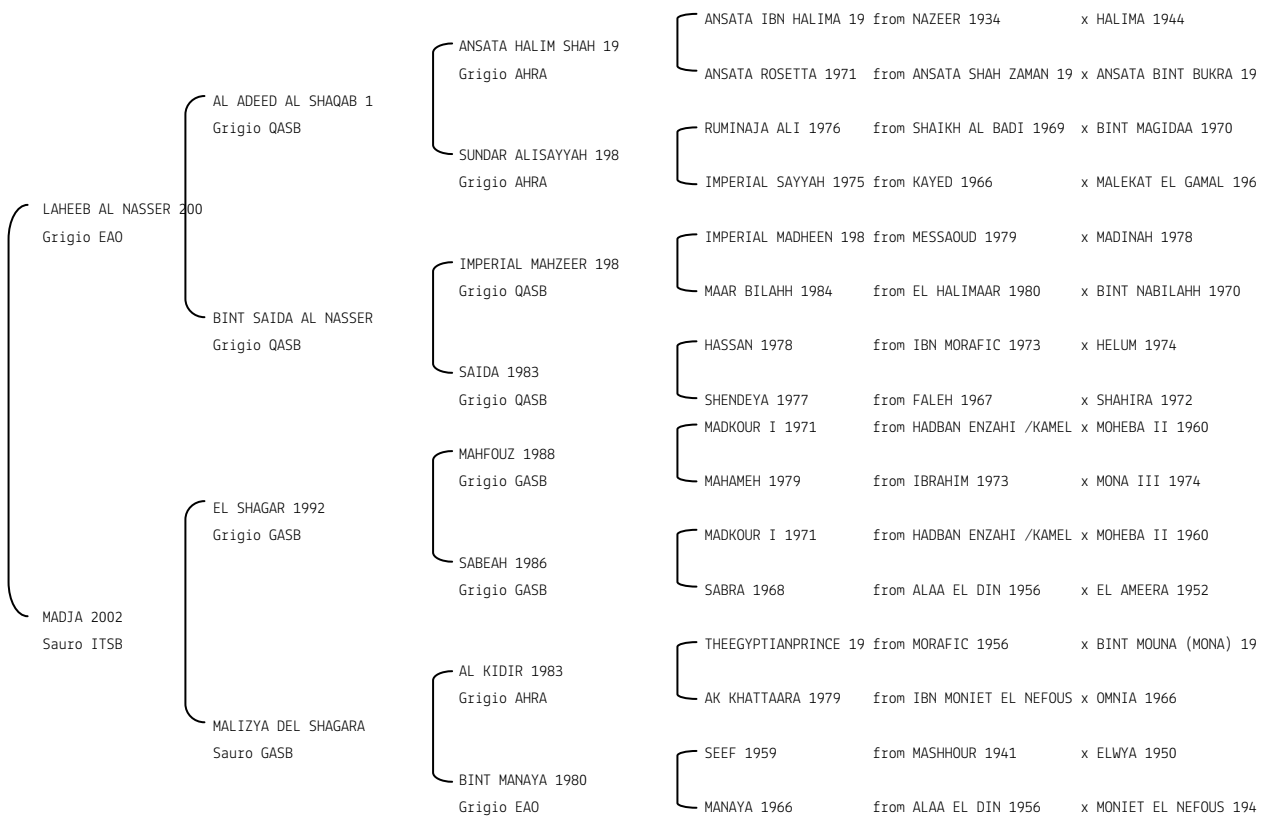 ANSATA IBN HALIMA 19 from NAZEER 1934 x HALIMA 1944
ANSATA HALIM SHAH 19
Grigio AHRA
ANSATA ROSETTA 1971 from ANSATA SHAH ZAMAN 19 x ANSATA BINT BUKRA 19
AL ADEED AL SHAQAB 1
Grigio QASB
RUMINAJA ALI 1976 from SHAIKH AL BADI 1969 x BINT MAGIDAA 1970
SUNDAR ALISAYYAH 198
Grigio AHRA
IMPERIAL SAYYAH 1975 from KAYED 1966 x MALEKAT EL GAMAL 196
LAHEEB AL NASSER 200
Grigio EAO
IMPERIAL MADHEEN 198 from MESSAOUD 1979 x MADINAH 1978
IMPERIAL MAHZEER 198
Grigio QASB
MAAR BILAHH 1984 from EL HALIMAAR 1980 x BINT NABILAHH 1970
BINT SAIDA AL NASSER
Grigio QASB
HASSAN 1978 from IBN MORAFIC 1973 x HELUM 1974
SAIDA 1983
Grigio QASB
SHENDEYA 1977 from FALEH 1967 x SHAHIRA 1972
MADKOUR I 1971 from HADBAN ENZAHI /KAMEL x MOHEBA II 1960
MAHFOUZ 1988
Grigio GASB
MAHAMEH 1979 from IBRAHIM 1973 x MONA III 1974
EL SHAGAR 1992
Grigio GASB
MADKOUR I 1971 from HADBAN ENZAHI /KAMEL x MOHEBA II 1960
SABEAH 1986
Grigio GASB
SABRA 1968 from ALAA EL DIN 1956 x EL AMEERA 1952
MADJA 2002
Sauro ITSB
THEEGYPTIANPRINCE 19 from MORAFIC 1956 x BINT MOUNA (MONA) 19
AL KIDIR 1983
Grigio AHRA
AK KHATTAARA 1979 from IBN MONIET EL NEFOUS x OMNIA 1966
MALIZYA DEL SHAGARA
Sauro GASB
SEEF 1959 from MASHHOUR 1941 x ELWYA 1950
BINT MANAYA 1980
Grigio EAO
MANAYA 1966 from ALAA EL DIN 1956 x MONIET EL NEFOUS 194